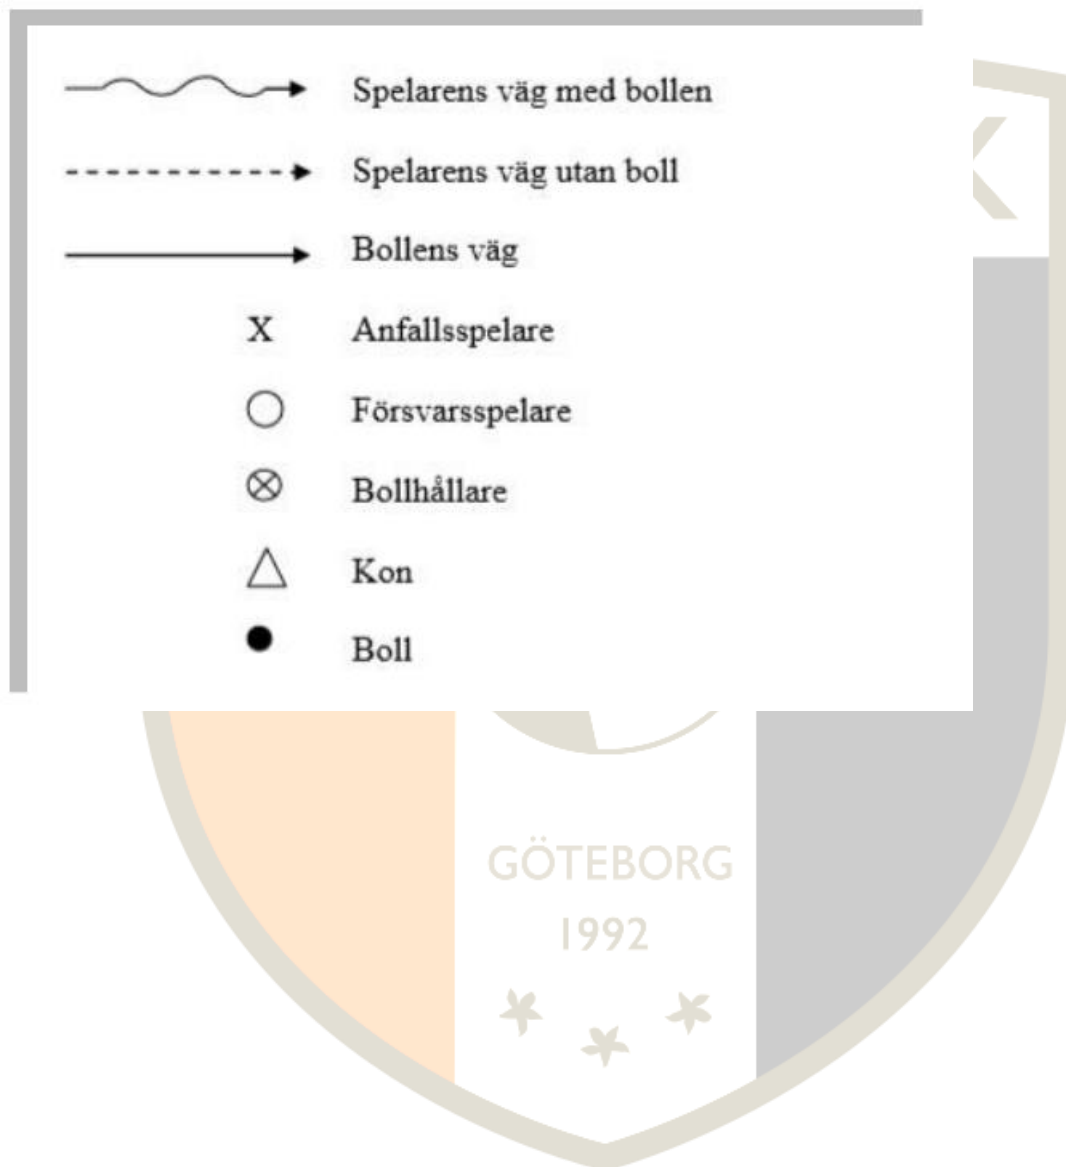 Spelarens väg med bollen
Spelarens väg utan boll
Bollens väg
X Anfallsspelare
Försvarsspelare
Bollhållare
Kon
Boll
K
GÖTEBORG
1992